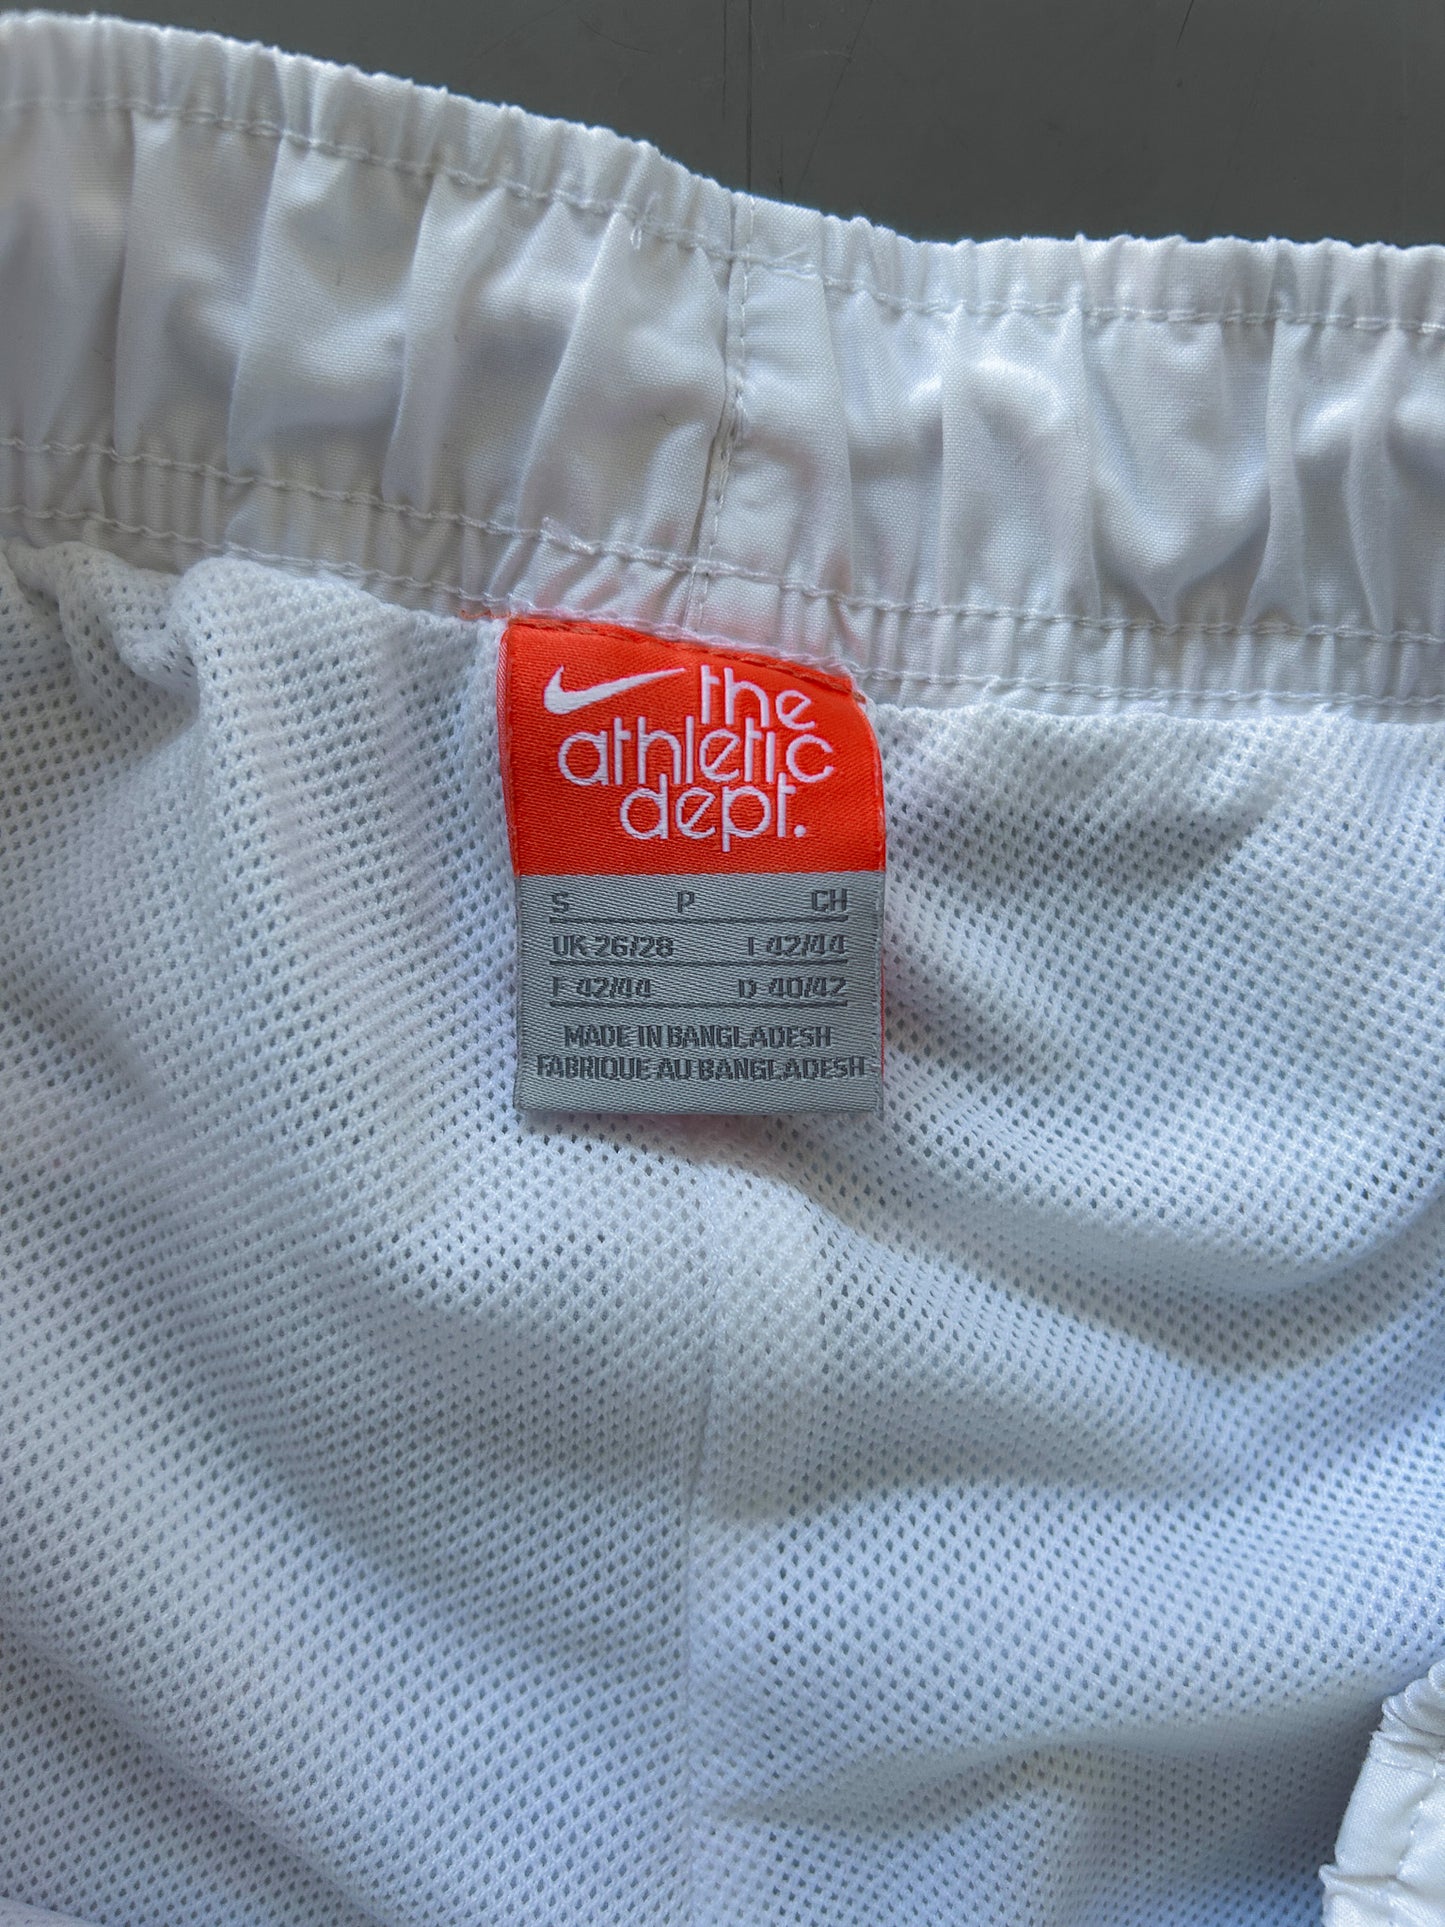 the
athletic
dept.
S P CH
UK 26/28 I 42/44
F 42/44 D 40/42
MADE IN BANGLADESH
FABRIQUE AU BANGLADESH